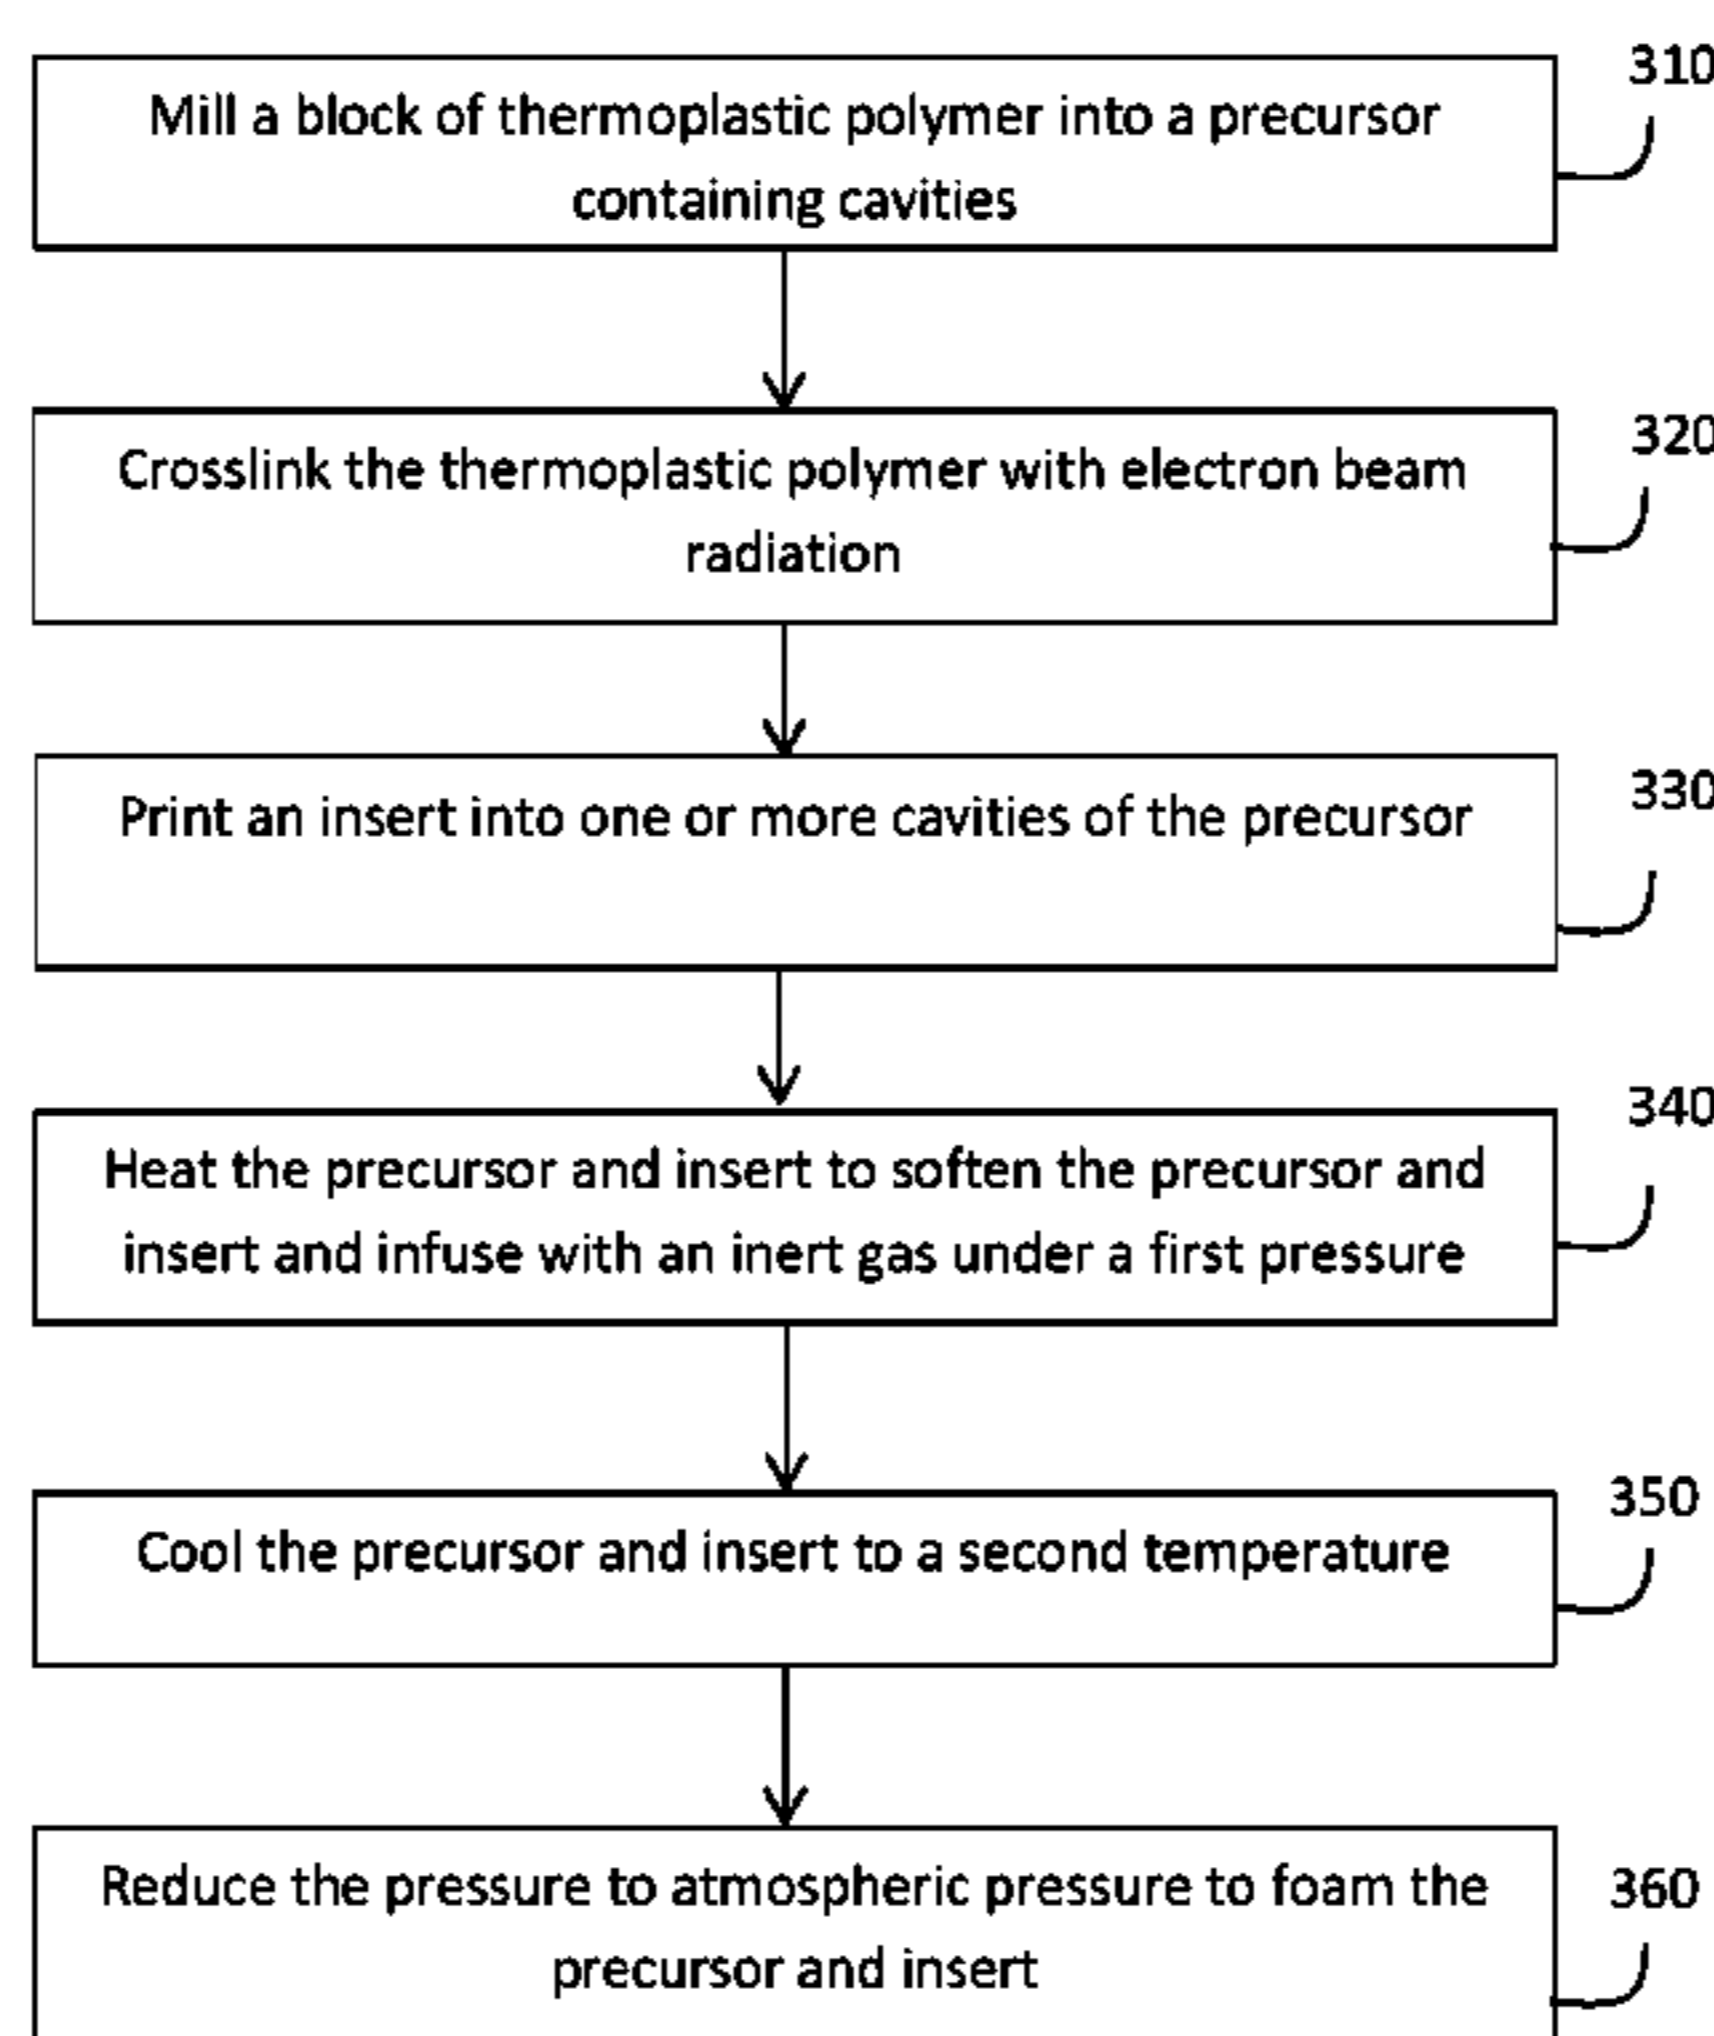 310
Mill a block of thermoplastic polymer into a precursor
containing cavities
320
Crosslink the thermoplastic polymer with electron beam
radiation
330
Print an insert into one or more cavities of the precursor
340
Heat the precursor and insert to soften the precursor and
insert and infuse with an inert gas under a first pressure
350
Cool the precursor and insert to a second temperature
360
Reduce the pressure to atmospheric pressure to foam the
precursor and insert